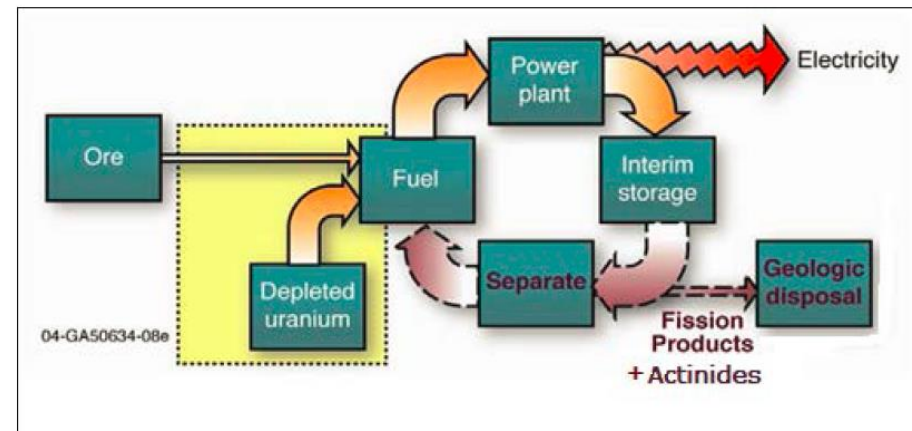 Power
plant
Electricity
Ore
Fuel
Interim
storage
Depleted
uranium
Separate
Geologic
disposal
04-GA50634-08e
Fission
Products
+ Actinides